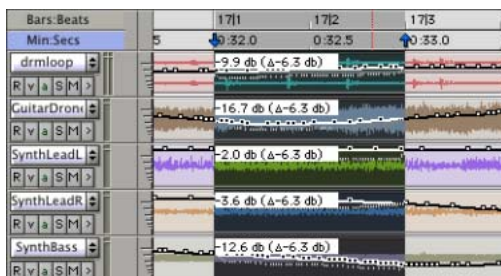 Bars:Beats 17|1 17|2 17|3
Min:Secs 5 0:32.0 0:32.5 0:33.0
drmloop -9.9 db (Δ-6.3 db)
R v a S M >
GuitarDron -16.7 db (Δ-6.3 db)
R v a S M >
SynthLeadL -2.0 db (Δ-6.3 db)
R v a S M >
SynthLeadR -3.6 db (Δ-6.3 db)
R v a S M >
SynthBass -12.6 db (Δ-6.3 db)
R v a S M >